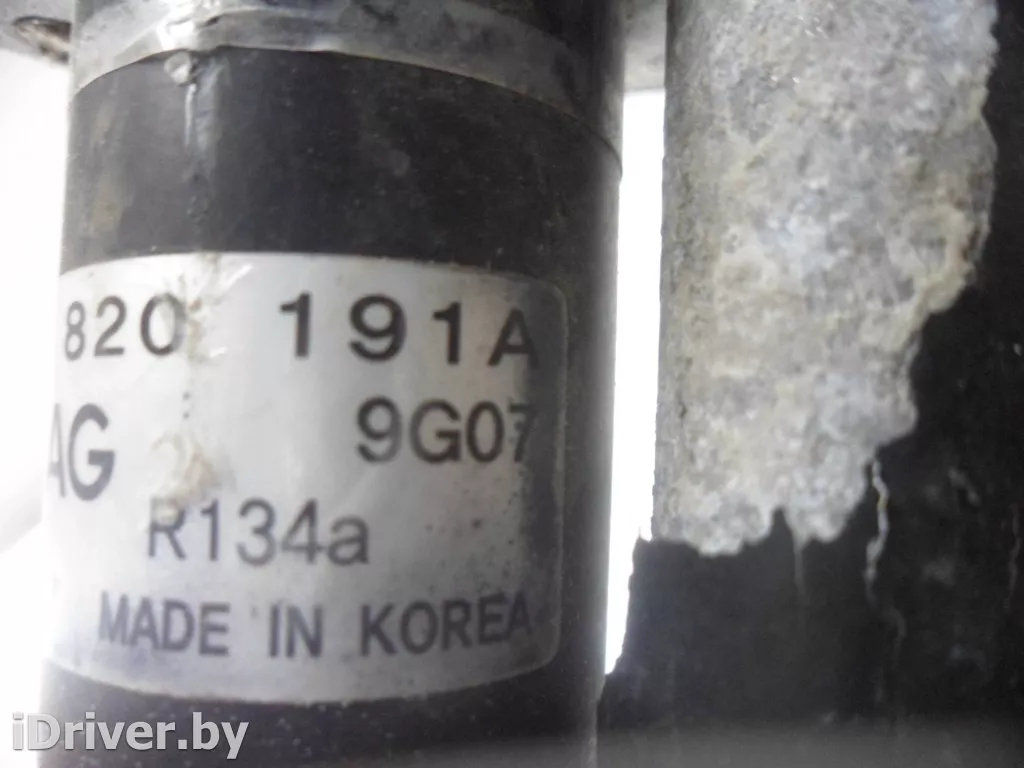 820 191A
AG 9G07
R134a
MADE IN KOREA
iDriver.by